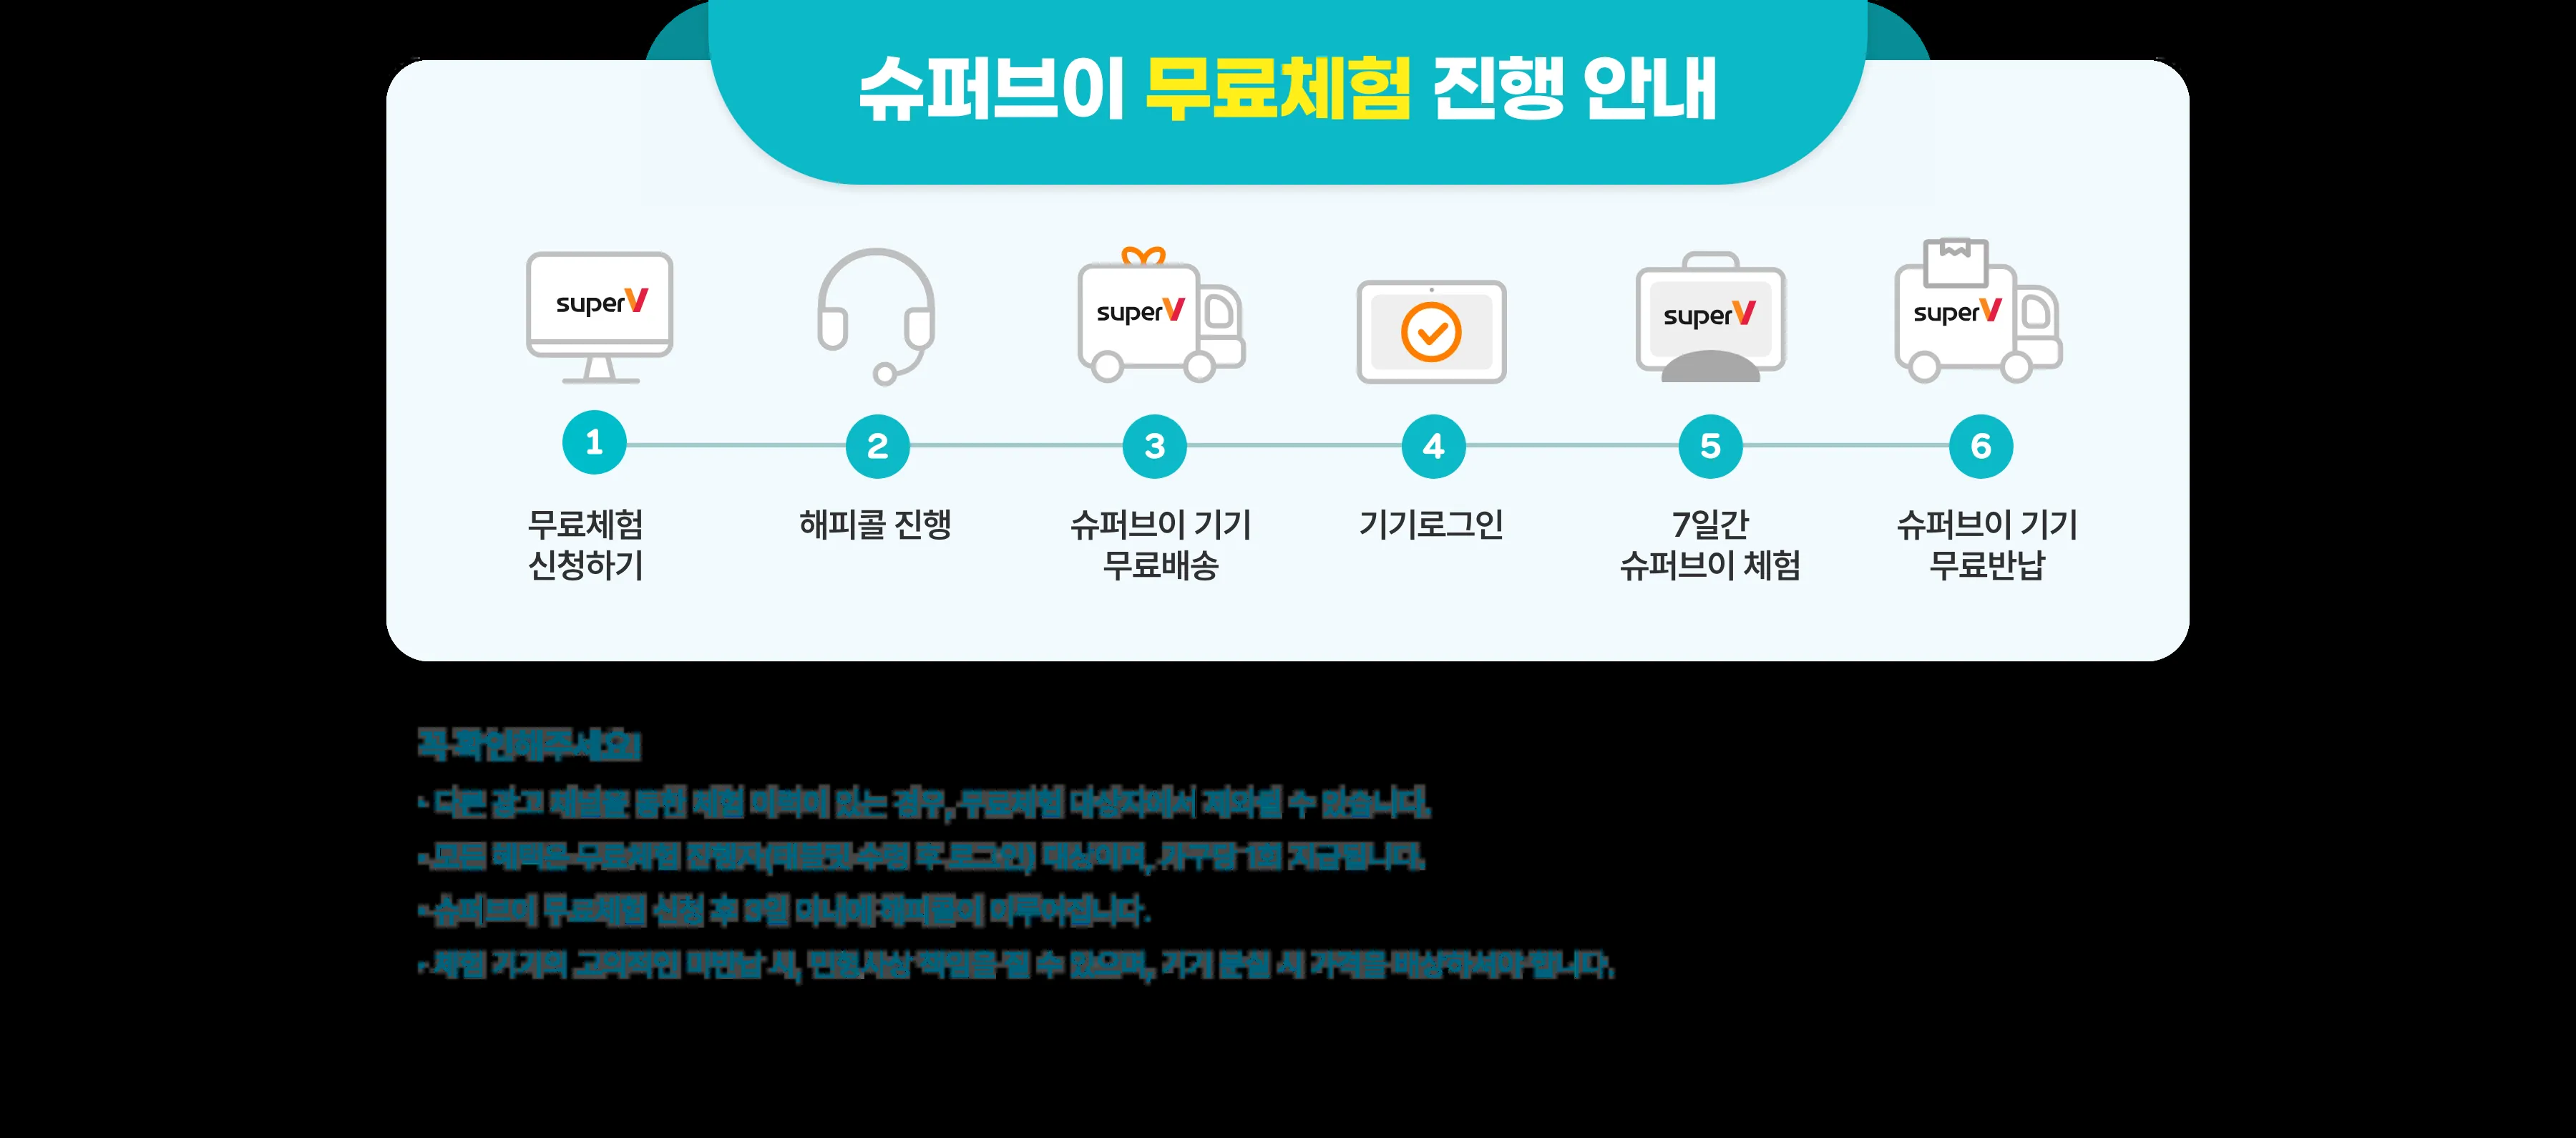 슈퍼브이 무료체험 진행 안내
superV
superV
superV
superV
1
2
3
4
5
6
무료체험
신청하기
해피콜 진행
슈퍼브이 기기
무료배송
기기로그인
7일간
슈퍼브이 체험
슈퍼브이 기기
무료반납
꼭 확인해주세요!
· 다른 광고 채널을 통한 체험 이력이 있는 경우, 무료체험 대상자에서 제외될 수 있습니다.
· 모든 혜택은 무료체험 진행자(태블릿 수령 후 로그인) 대상이며, 가구당 1회 지급됩니다.
· 슈퍼브이 무료체험 신청 후 일 이내에 해피콜이 이루어집니다.
· 체험 기기의 고의적인 미반납 시, 민형사상 책임을 질 수 있으며, 기기 분실 시 가격을 배상하셔야 합니다.